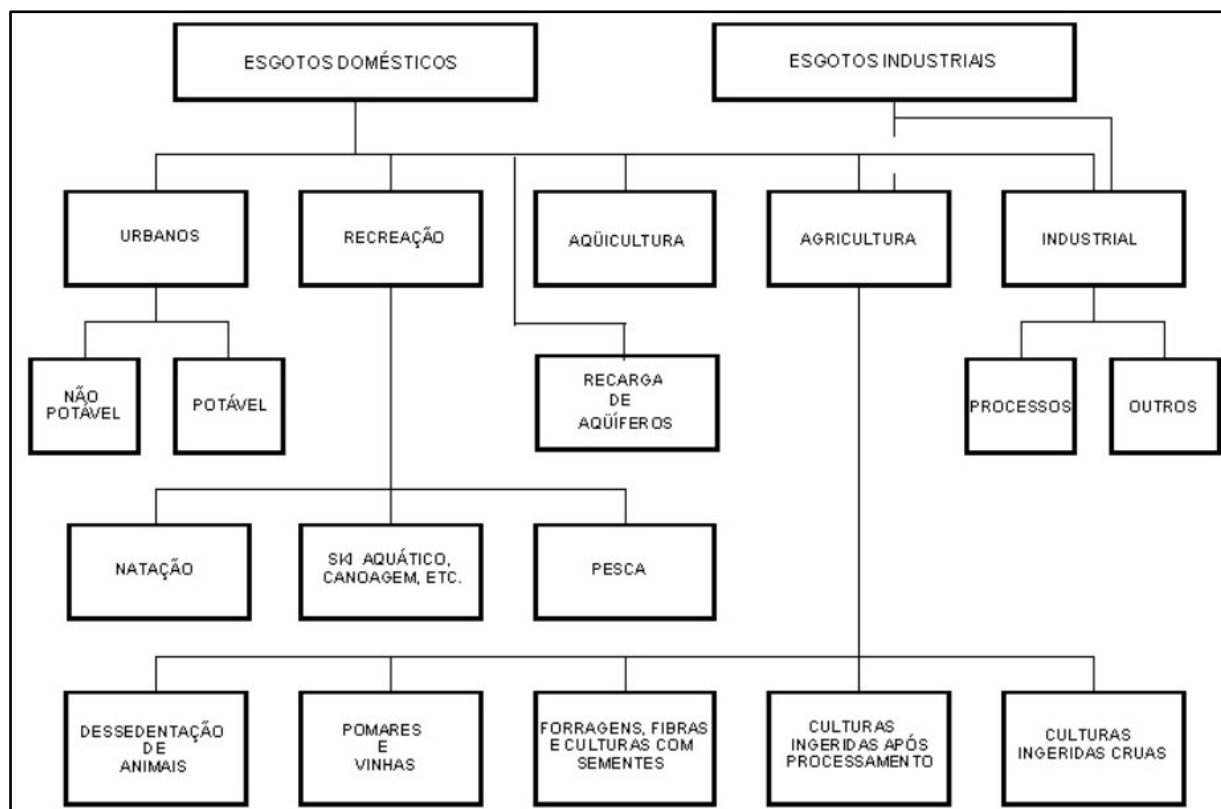 ESGOTOS DOMÉSTICOS
ESGOTOS INDUSTRIAIS
URBANOS
RECREAÇÃO
AQÜICULTURA
AGRICULTURA
INDUSTRIAL
NÃO
POTÁVEL
POTÁVEL
RECARGA
DE
AQÜÍFEROS
PROCESSOS
OUTROS
NATAÇÃO
SKI AQUÁTICO,
CANOAGEM, ETC.
PESCA
DESSEDENTAÇÃO
DE
ANIMAIS
POMARES
E
VINHAS
FORRAGENS, FIBRAS
E CULTURAS COM
SEMENTES
CULTURAS
INGERIDAS APÓS
PROCESSAMENTO
CULTURAS
INGERIDAS CRUAS